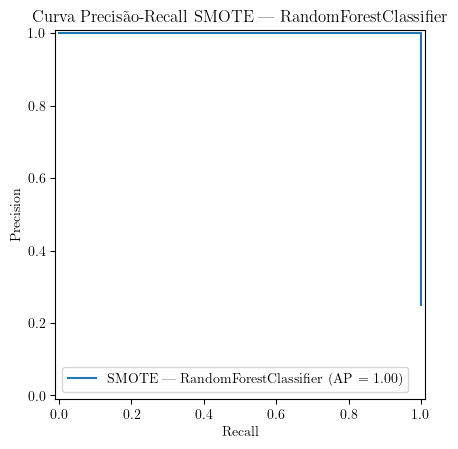 Curva Precisão-Recall SMOTE — RandomForestClassifier
1.0
0.8
0.6
0.4
0.2
0.0
Precision
SMOTE — RandomForestClassifier (AP = 1.00)
0.0 0.2 0.4 0.6 0.8 1.0
Recall